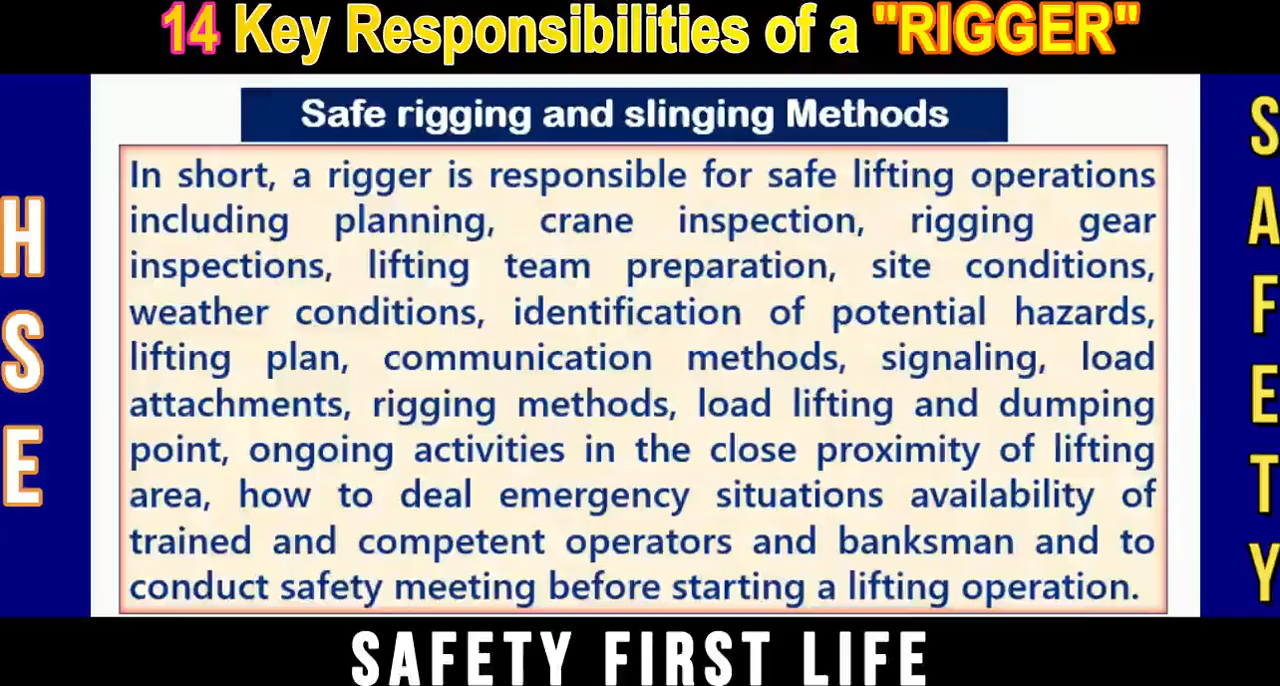 14 Key Responsibilities of a "RIGGER"
Safe rigging and slinging Methods
In short, a rigger is responsible for safe lifting operations
including planning, crane inspection, rigging gear
inspections, lifting team preparation, site conditions,
weather conditions, identification of potential hazards,
lifting plan, communication methods, signaling, load
attachments, rigging methods, load lifting and dumping
point, ongoing activities in the close proximity of lifting
area, how to deal emergency situations availability of
trained and competent operators and banksman and to
conduct safety meeting before starting a lifting operation.
HSE
SAFETY
SAFETY FIRST LIFE